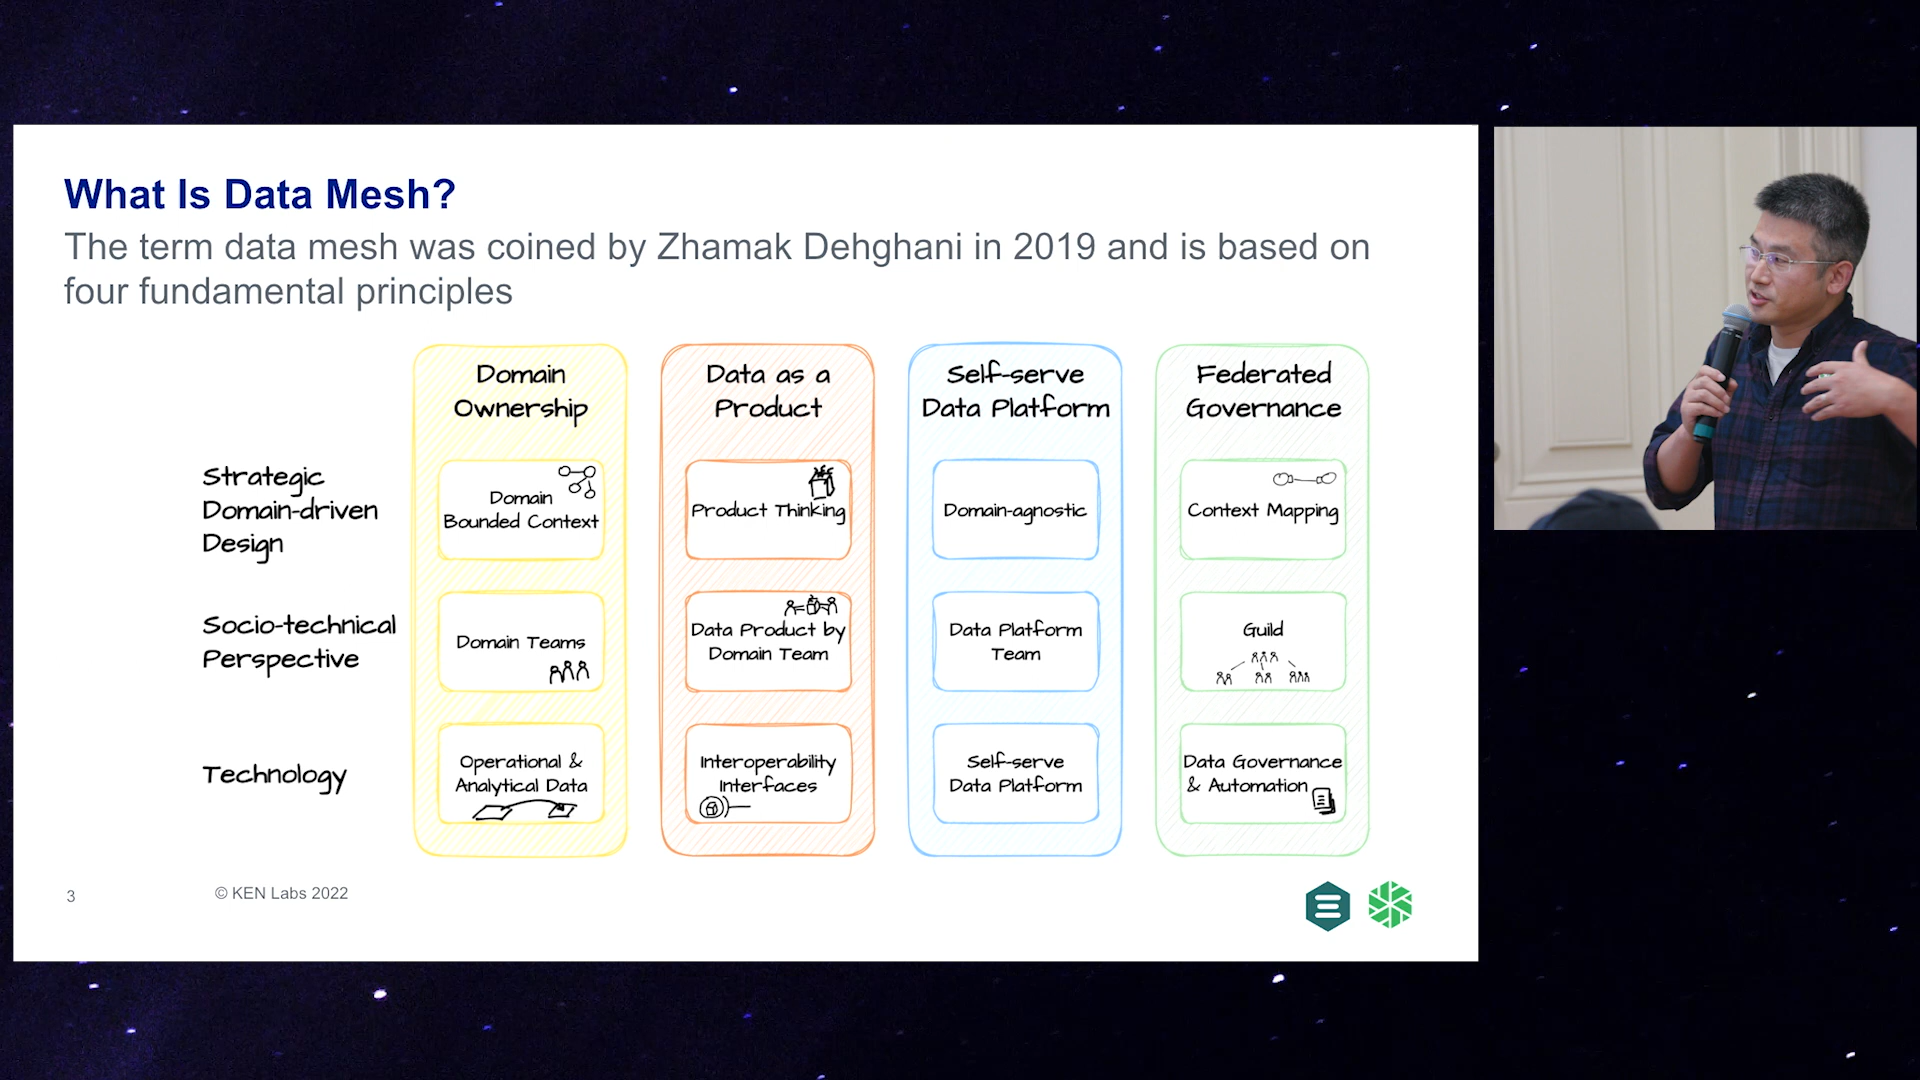 What Is Data Mesh?
The term data mesh was coined by Zhamak Dehghani in 2019 and is based on
four fundamental principles
Domain
Ownership
Data as a
Product
Self-serve
Data Platform
Federated
Governance
Strategic
Domain-driven
Design
Domain
Bounded Context
Product Thinking
Domain-agnostic
Context Mapping
Socio-technical
Perspective
Domain Teams
Data Product by
Domain Team
Data Platform
Team
Guild
Technology
Operational &
Analytical Data
Interoperability
Interfaces
Self-serve
Data Platform
Data Governance
& Automation
3
© KEN Labs 2022